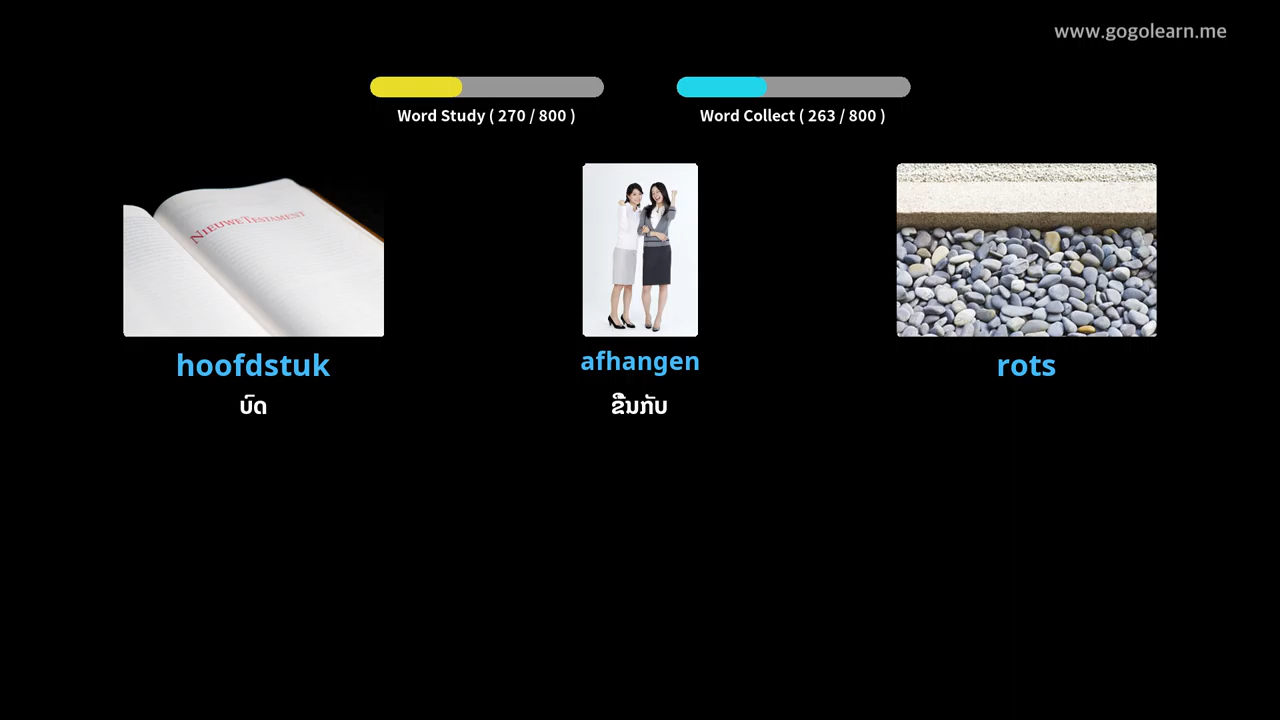 www.gogolearn.me
Word Study ( 270 / 800 )
Word Collect ( 263 / 800 )
NIEUWE TESTAMENT
hoofdstuk
afhangen
rots
ບົດ
ຂຶ້ນກັບ